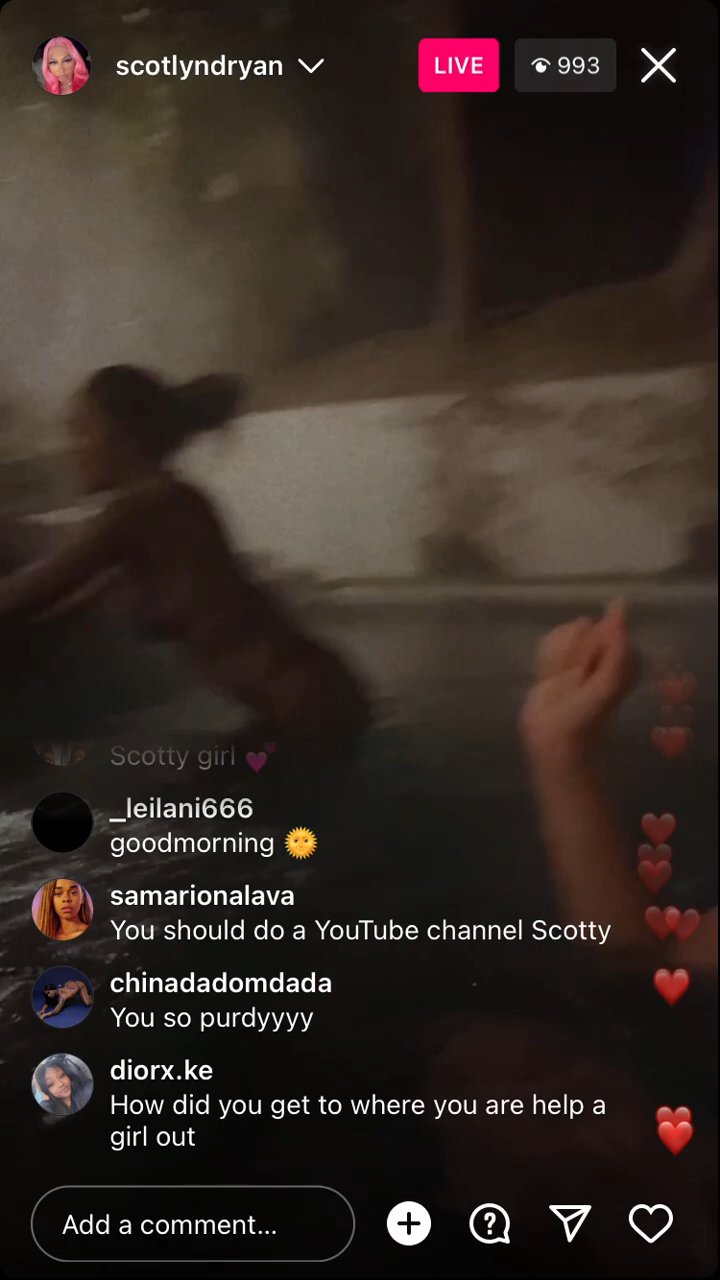 scotlyndryan
LIVE
993
Scotty girl 💕
_leilani666
goodmorning 🌞
samarionalava
You should do a YouTube channel Scotty
chinadadomdada
You so purdyyyy
diorx.ke
How did you get to where you are help a
girl out
Add a comment...